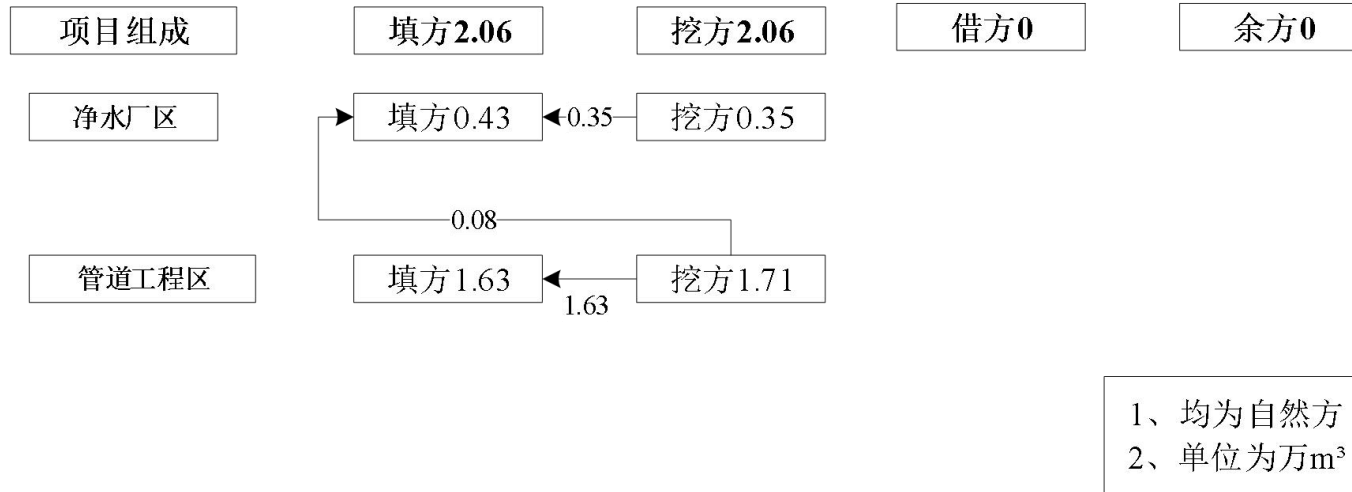 项目组成 填方2.06 挖方2.06 借方0 余方0
净水厂区 填方0.43 0.35 挖方0.35
0.08
管道工程区 填方1.63 1.63 挖方1.71
1、均为自然方
2、单位为万m³